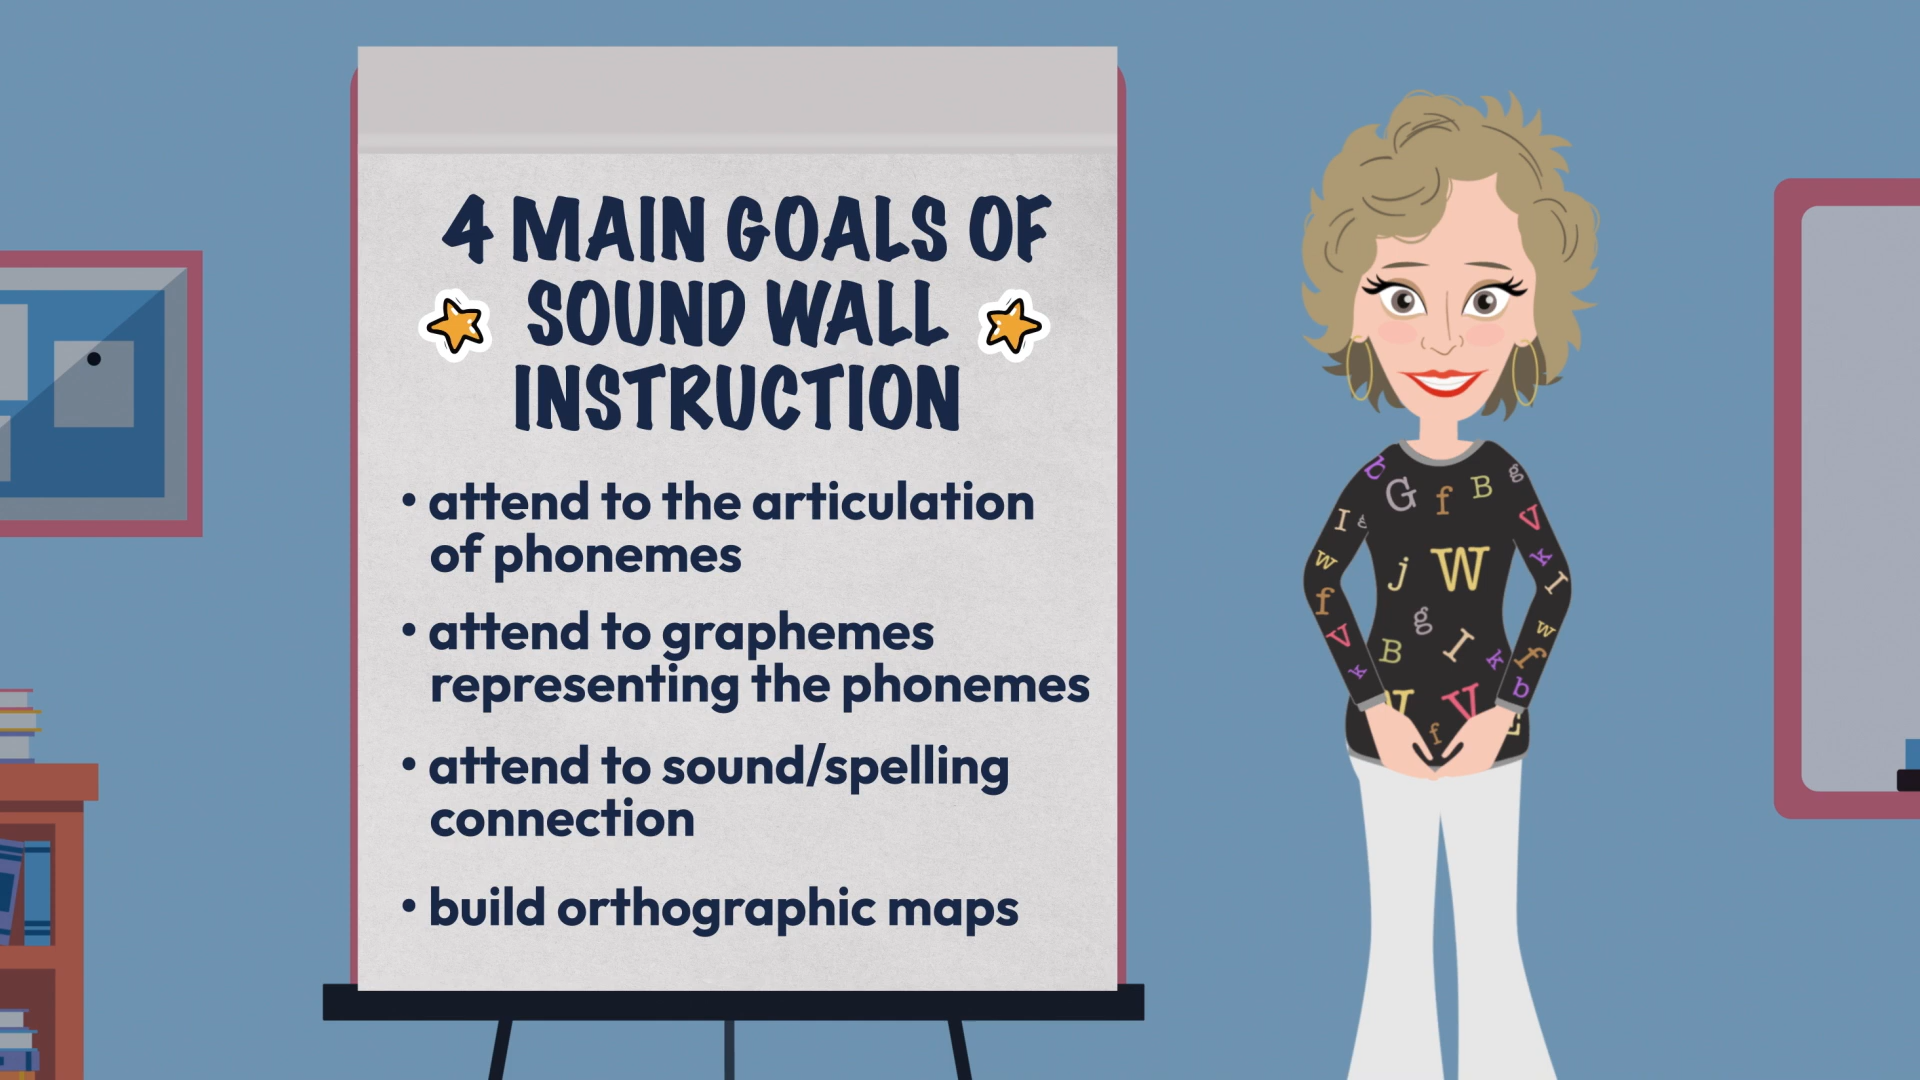 4 MAIN GOALS OF
SOUND WALL
INSTRUCTION
• attend to the articulation
of phonemes
• attend to graphemes
representing the phonemes
• attend to sound/spelling
connection
• build orthographic maps
b G f B g
I g V
w j W k I
f g w
V B I k f
k V b
f